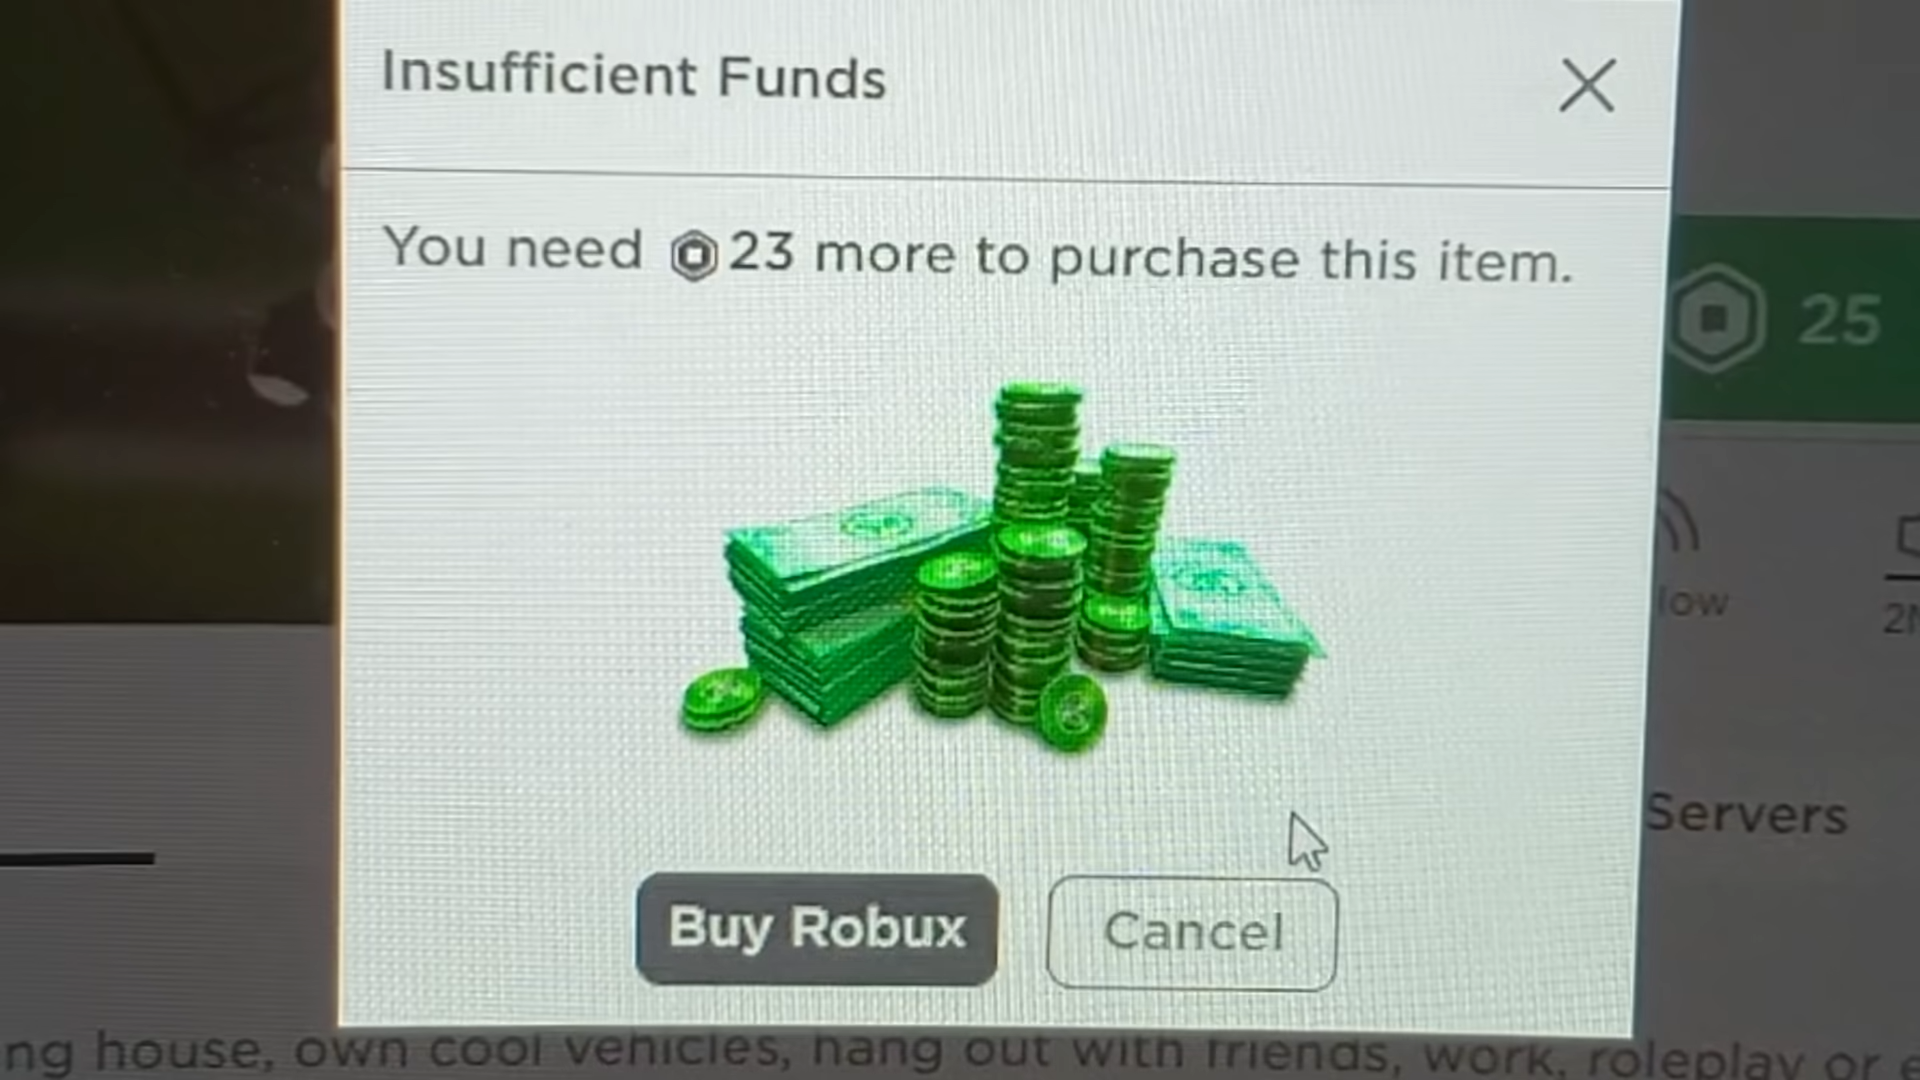 Insufficient Funds
You need 23 more to purchase this item.
25
Servers
Buy Robux
Cancel
house, own cool vehicles, hang out with friends, work, roleplay or